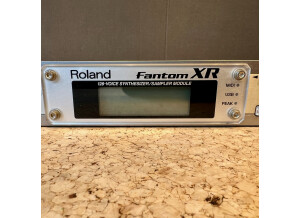 Roland fantom XR
128-VOICE SYNTHESIZER/SAMPLER MODULE
MIDI
USB
PEAK